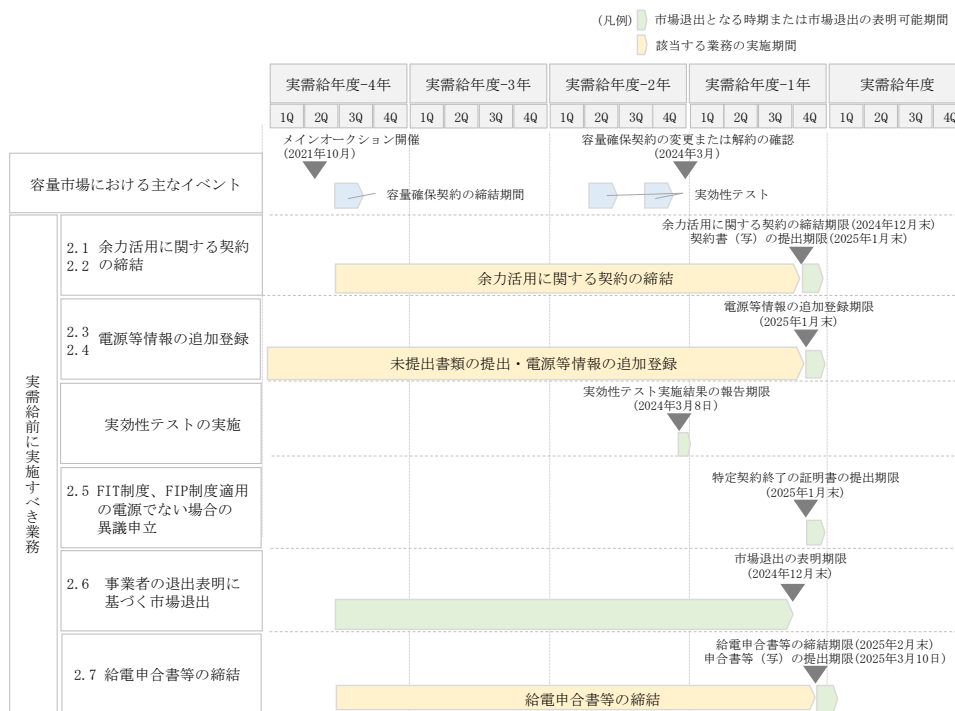 (凡例) 市場退出となる時期または市場退出の表明可能期間
該当する業務の実施期間
実需給年度-4年 実需給年度-3年 実需給年度-2年 実需給年度-1年 実需給年度
1Q 2Q 3Q 4Q 1Q 2Q 3Q 4Q 1Q 2Q 3Q 4Q 1Q 2Q 3Q 4Q 1Q 2Q 3Q 4Q
容量市場における主なイベント
メインオークション開催
(2021年10月)
容量確保契約の締結期間
容量確保契約の変更または解約の確認
(2024年3月)
実効性テスト
実需給前に実施すべき業務
2.1
2.2
余力活用に関する契約
の締結
余力活用に関する契約の締結期限(2024年12月末)
契約書（写）の提出期限(2025年1月末)
余力活用に関する契約の締結
2.3
2.4
電源等情報の追加登録
電源等情報の追加登録期限
(2025年1月末)
未提出書類の提出・電源等情報の追加登録
実効性テストの実施
実効性テスト実施結果の報告期限
(2024年3月8日)
2.5 FIT制度、FIP制度適用
の電源でない場合の
異議申立
特定契約終了の証明書の提出期限
(2025年1月末)
2.6 事業者の退出表明に
基づく市場退出
市場退出の表明期限
(2024年12月末)
2.7 給電申合書等の締結
給電申合書等の締結期限(2025年2月末)
申合書等（写）の提出期限(2025年3月10日)
給電申合書等の締結